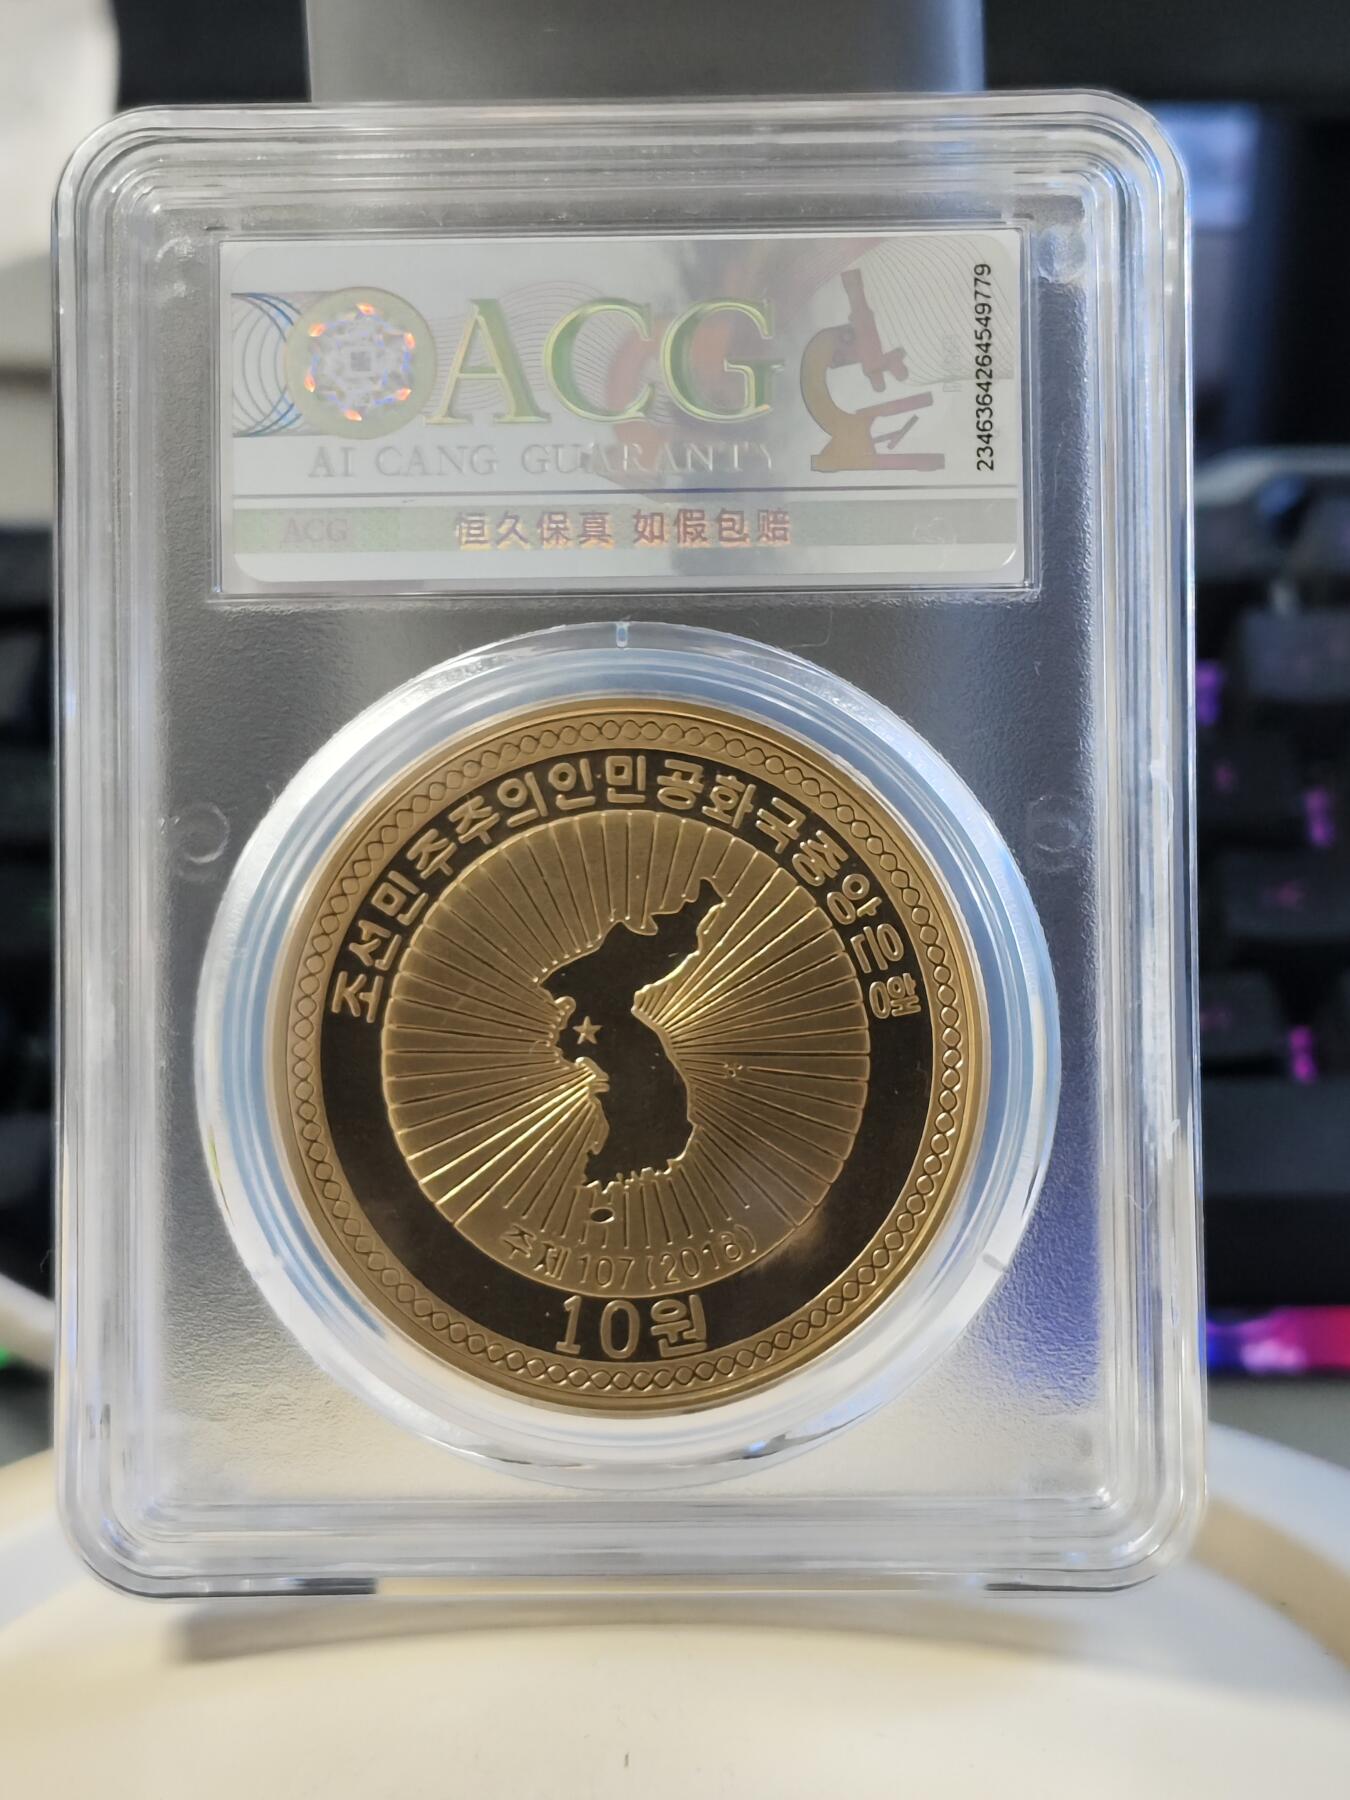 ACG
AI CANG GUARANTY
2346364264549779
ACG
恒久保真 如假包赔
조선민주주의인민공화국중앙은행
주체107(2018)
10원